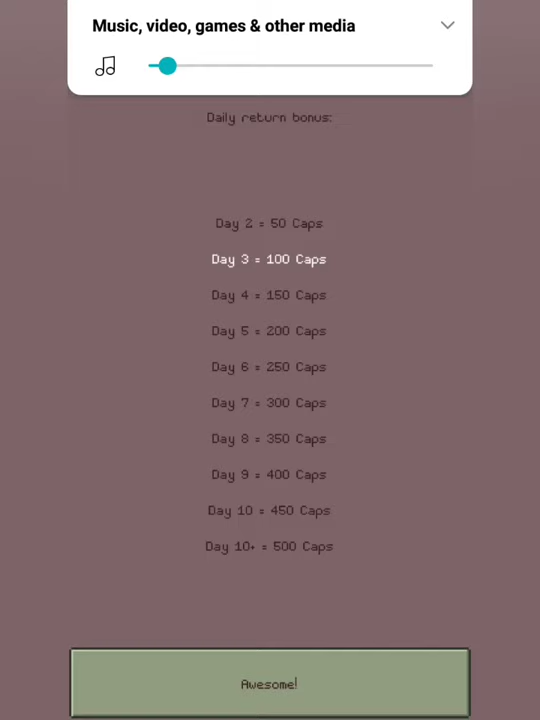 Music, video, games & other media
Daily return bonus:
Day 2 = 50 Caps
Day 3 = 100 Caps
Day 4 = 150 Caps
Day 5 = 200 Caps
Day 6 = 250 Caps
Day 7 = 300 Caps
Day 8 = 350 Caps
Day 9 = 400 Caps
Day 10 = 450 Caps
Day 10+ = 500 Caps
Awesome!